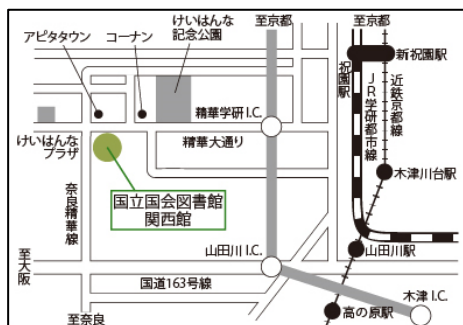 けいはんな
記念公園
至京都
至京都
アピタタウン
コーナン
新祝園駅
祝園駅
JR学研都市線
近鉄京都線
精華学研I.C.
けいはんな
プラザ
精華大通り
木津川台駅
国立国会図書館
関西館
奈良精華線
至大阪
山田川I.C.
山田川駅
国道163号線
木津I.C.
高の原駅
至奈良